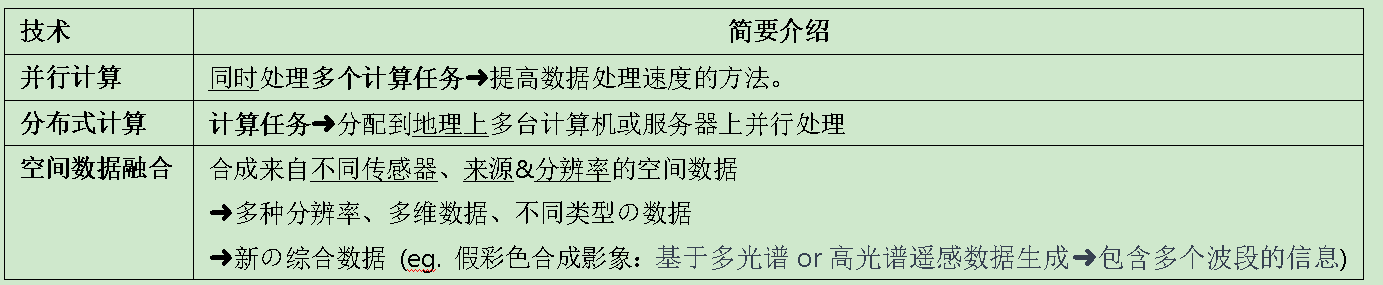 技术 简要介绍
并行计算 同时处理多个计算任务➜提高数据处理速度的方法。
分布式计算 计算任务➜分配到地理上多台计算机或服务器上并行处理
空间数据融合 合成来自不同传感器、来源&分辨率的空间数据
➜多种分辨率、多维数据、不同类型の数据
➜新の综合数据 (eg. 假彩色合成影象：基于多光谱 or 高光谱遥感数据生成➜包含多个波段的信息)